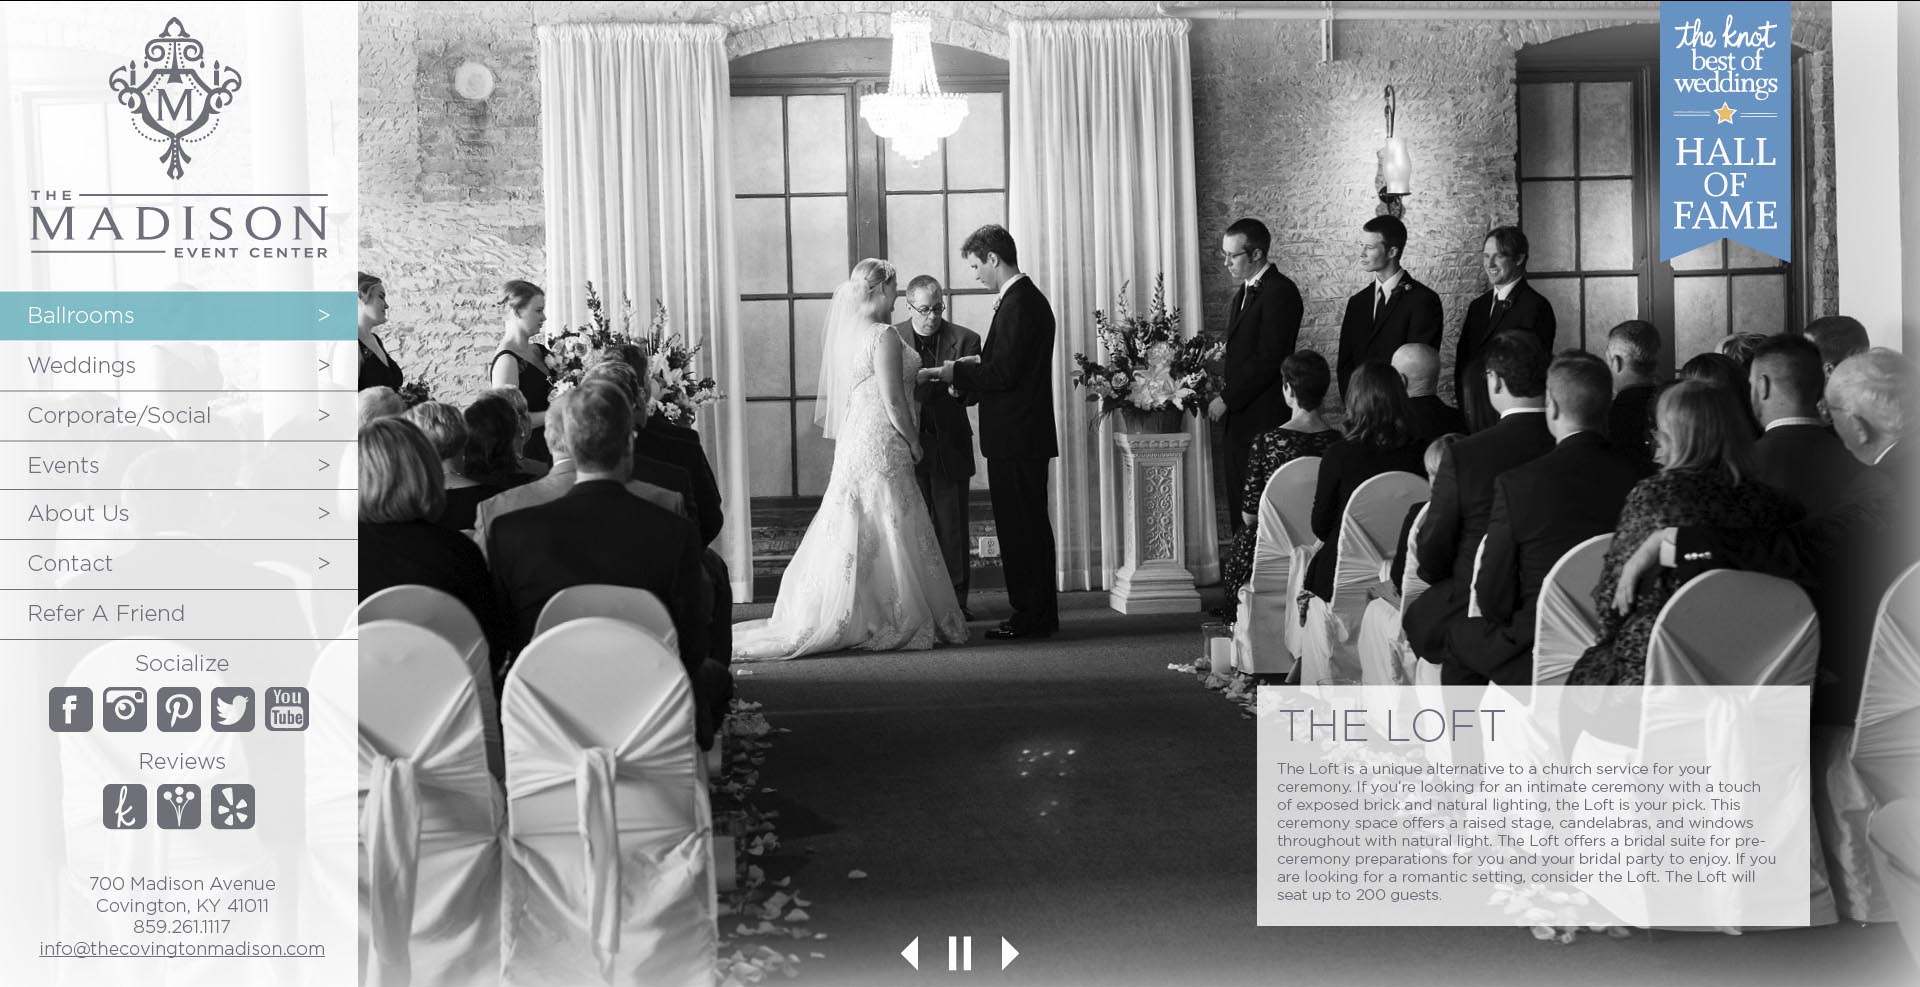 M
THE
MADISON
EVENT CENTER
Ballrooms >
Weddings >
Corporate/Social >
Events >
About Us >
Contact >
Refer A Friend
Socialize
You
Tube
Reviews
700 Madison Avenue
Covington, KY 41011
859.261.1117
info@thecovingtonmadison.com
the knot
best of
weddings
HALL
OF
FAME
THE LOFT
The Loft is a unique alternative to a church service for your
ceremony. If you're looking for an intimate ceremony with a touch
of exposed brick and natural lighting, the Loft is your pick. This
ceremony space offers a raised stage, candelabras, and windows
throughout with natural light. The Loft offers a bridal suite for pre-
ceremony preparations for you and your bridal party to enjoy. If you
are looking for a romantic setting, consider the Loft. The Loft will
seat up to 200 guests.